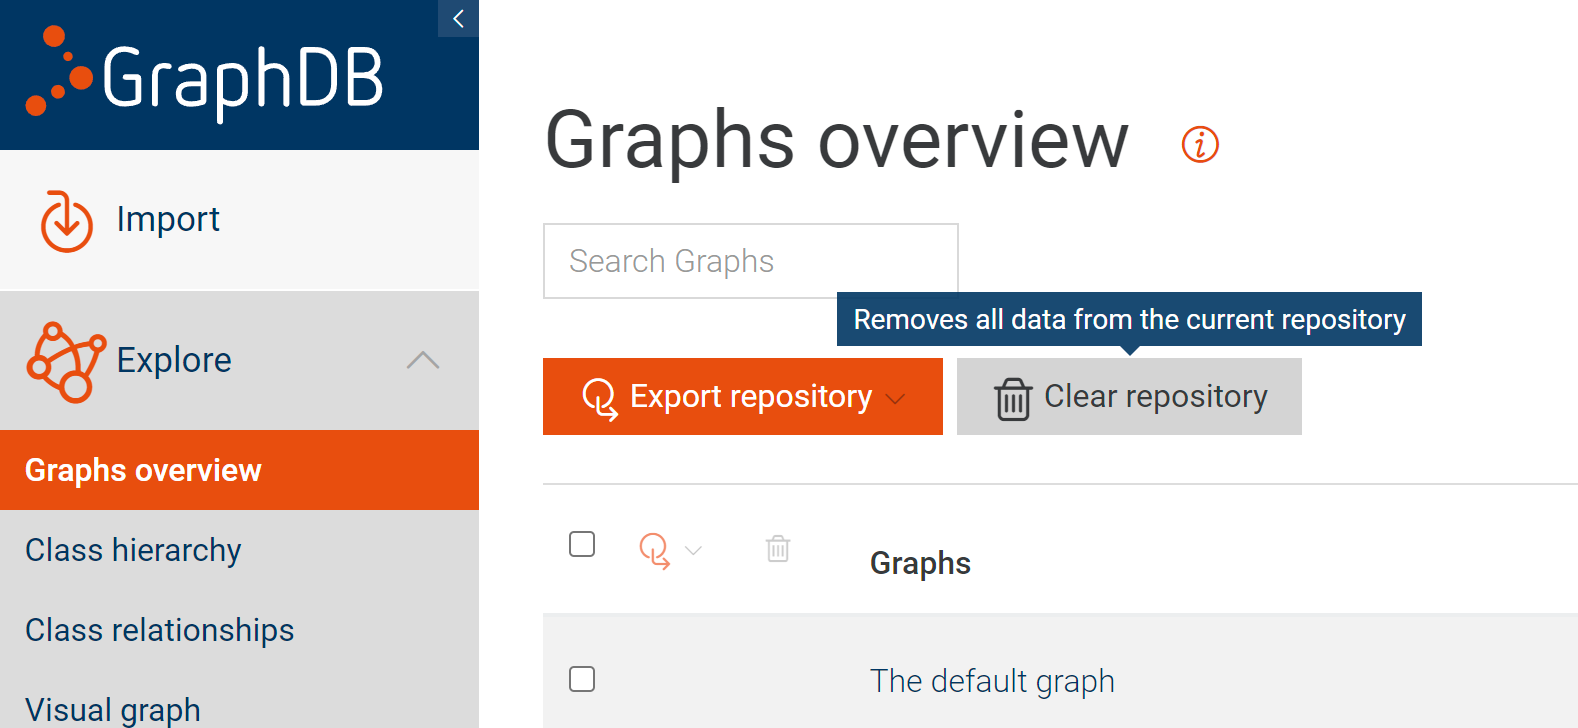 GraphDB
Import
Explore
Graphs overview
Class hierarchy
Class relationships
Visual graph
Graphs overview
Search Graphs
Removes all data from the current repository
Export repository
Clear repository
Graphs
The default graph